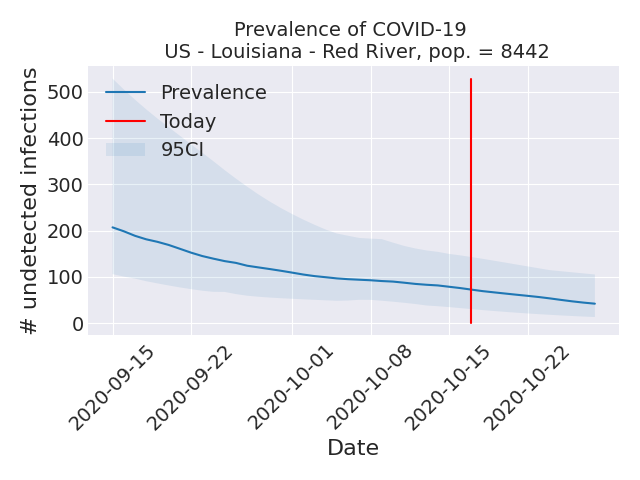 Prevalence of COVID-19
US - Louisiana - Red River, pop. = 8442
# undetected infections
500
400
300
200
100
0
Prevalence
Today
95CI
2020-09-15
2020-09-22
2020-10-01
2020-10-08
2020-10-15
2020-10-22
Date